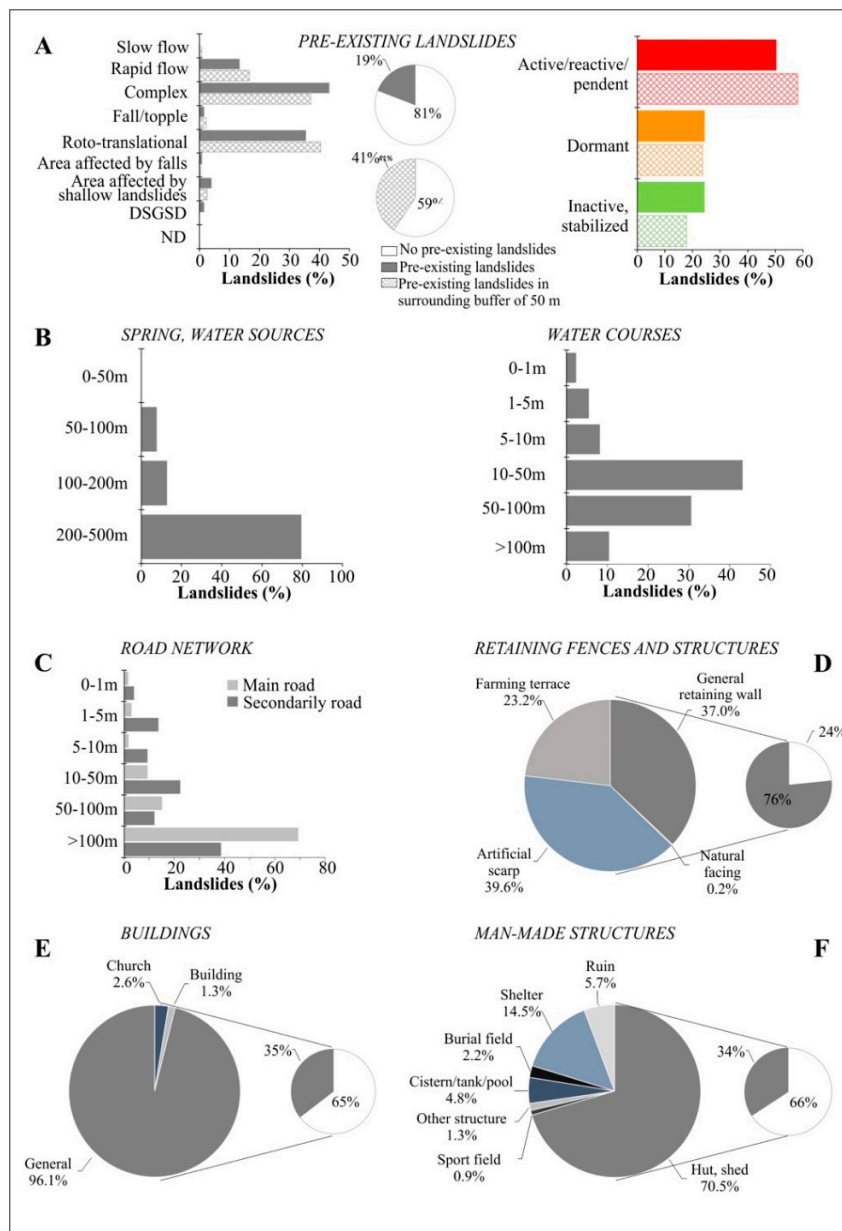 A
PRE-EXISTING LANDSLIDES
Slow flow
Rapid flow
Complex
Fall/topple
Roto-translational
Area affected by falls
Area affected by
shallow landslides
DSGSD
ND
0 10 20 30 40 50
Landslides (%)
19%
81%
41%
59%
No pre-existing landslides
Pre-existing landslides
Pre-existing landslides in
surrounding buffer of 50 m
Active/reactive/
pendent
Dormant
Inactive,
stabilized
0 10 20 30 40 50 60
Landslides (%)
B
SPRING, WATER SOURCES
0-50m
50-100m
100-200m
200-500m
0 20 40 60 80 100
Landslides (%)
WATER COURSES
0-1m
1-5m
5-10m
10-50m
50-100m
>100m
0 10 20 30 40 50
Landslides (%)
C
ROAD NETWORK
0-1m
1-5m
5-10m
10-50m
50-100m
>100m
Main road
Secondarily road
0 20 40 60 80
Landslides (%)
RETAINING FENCES AND STRUCTURES
D
Farming terrace
23.2%
General
retaining wall
37.0%
24%
76%
Artificial
scarp
39.6%
Natural
facing
0.2%
E
BUILDINGS
Church
2.6%
Building
1.3%
35%
65%
General
96.1%
MAN-MADE STRUCTURES
F
Ruin
5.7%
Shelter
14.5%
Burial field
2.2%
Cistern/tank/pool
4.8%
Other structure
1.3%
Sport field
0.9%
34%
66%
Hut, shed
70.5%